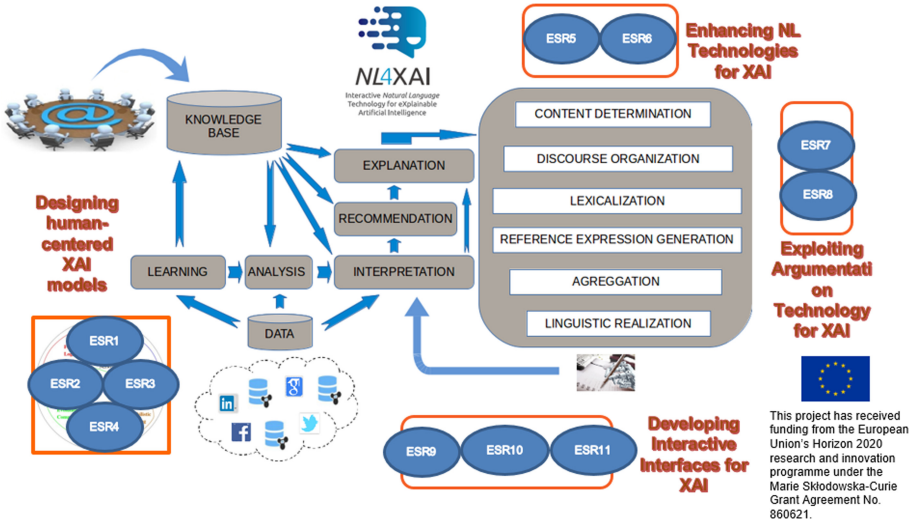 NL4XAI
Interactive Natural Language
Technology for eXplainable
Artificial Intelligence
ESR5
ESR6
Enhancing NL
Technologies
for XAI
KNOWLEDGE
BASE
EXPLANATION
RECOMMENDATION
LEARNING
ANALYSIS
INTERPRETATION
DATA
CONTENT DETERMINATION
DISCOURSE ORGANIZATION
LEXICALIZATION
REFERENCE EXPRESSION GENERATION
AGREGGATION
LINGUISTIC REALIZATION
ESR7
ESR8
Exploiting
Argumentati
on
Technology
for XAI
Designing
human-
centered
XAI
models
ESR1
ESR2
ESR3
ESR4
in
g
f
ESR9
ESR10
ESR11
Developing
Interactive
Interfaces for
XAI
This project has received
funding from the European
Union's Horizon 2020
research and innovation
programme under the
Marie Skłodowska-Curie
Grant Agreement No.
860621.